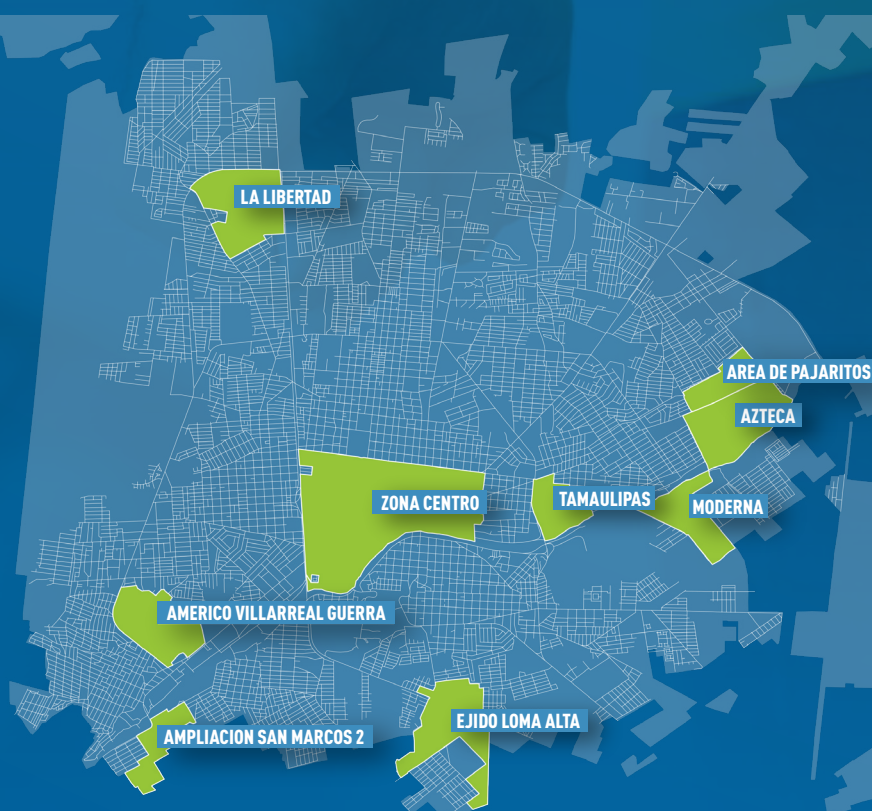 LA LIBERTAD
AREA DE PAJARITOS
AZTECA
ZONA CENTRO
TAMAULIPAS
MODERNA
AMERICO VILLARREAL GUERRA
EJIDO LOMA ALTA
AMPLIACION SAN MARCOS 2